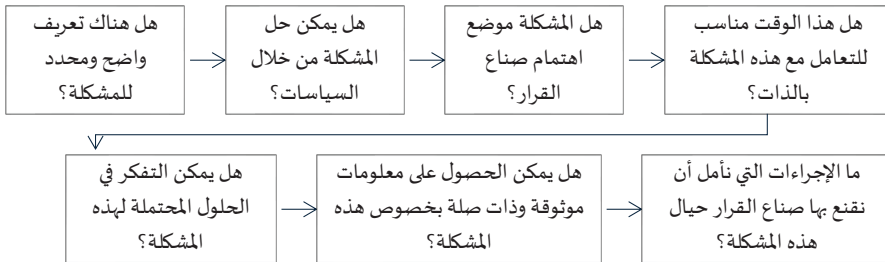 هل هناك تعريف
واضح ومحدد
للمشكلة؟
هل يمكن حل
المشكلة من خلال
السياسات؟
هل المشكلة موضع
اهتمام صناع
القرار؟
هل هذا الوقت مناسب
للتعامل مع هذه المشكلة
بالذات؟
هل يمكن التفكر في
الحلول المحتملة لهذه
المشكلة؟
هل يمكن الحصول على معلومات
موثوقة وذات صلة بخصوص هذه
المشكلة؟
ما الإجراءات التي نأمل أن
نقنع بها صناع القرار حيال
هذه المشكلة؟